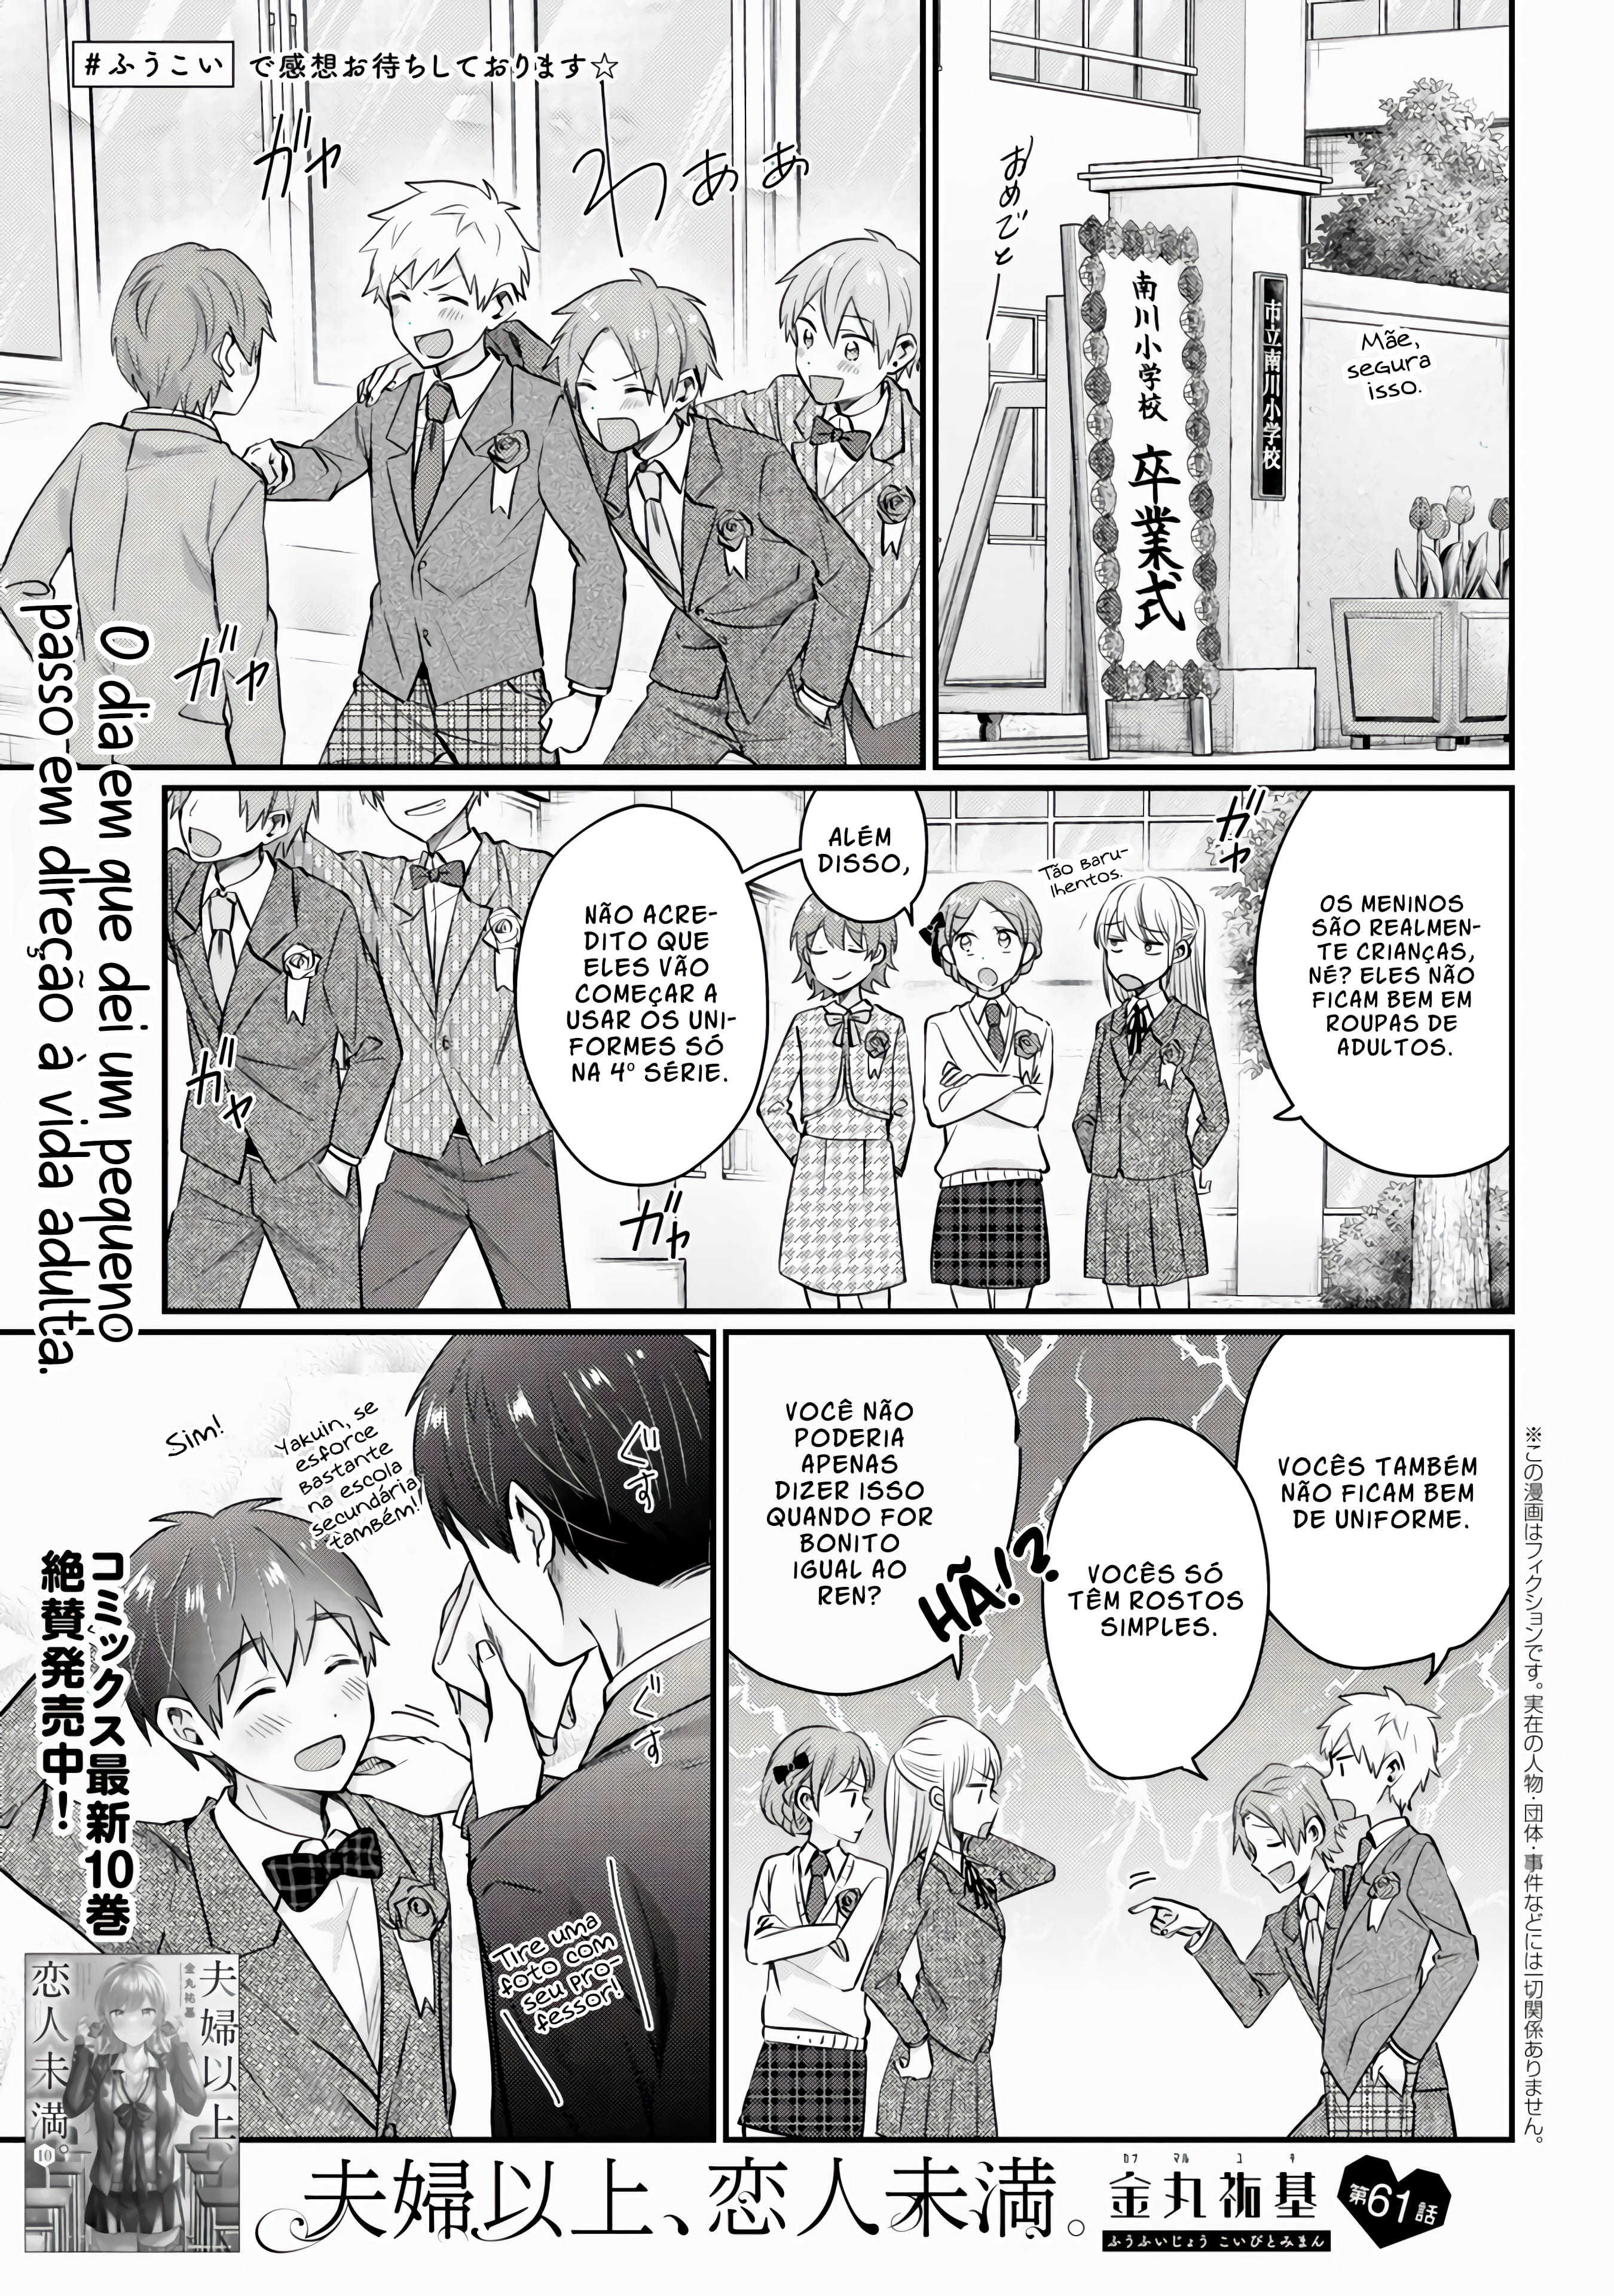 おめでとー
南川小学校 卒業式
市立南川小学校
Mãe,
segura
isso.
#ふうこい で感想お待ちしております☆
ガヤ
わあぁ
ガヤ
O dia em que dei um pequeno
passo em direção à vida adulta.
OS MENINOS
SÃO REALMEN-
TE CRIANÇAS,
NÉ? ELES NÃO
FICAM BEM EM
ROUPAS DE
ADULTOS.
ガヤ
Tão baru-
lhentos.
ALÉM
DISSO,
NÃO ACRE-
DITO QUE
ELES VÃO
COMEÇAR A
USAR OS UNI-
FORMES SÓ
NA 4º SÉRIE.
ガヤ
ガヤ
VOCÊS TAMBÉM
NÃO FICAM BEM
DE UNIFORME.
VOCÊS SÓ
TÊM ROSTOS
SIMPLES.
HÃ!?
VOCÊ NÃO
PODERIA
APENAS
DIZER ISSO
QUANDO FOR
BONITO
IGUAL AO
REN?
ぐす
ぐす
Yakuin, se
esforce
bastante
na escola
secundária
também!
Sim!
Tire uma
foto com
seu pro-
fessor!
コミックス最新10巻
絶賛発売中!
夫婦以上、
恋人未満。
金丸祐基
10
※この漫画はフィクションです。実在の人物・団体・事件などには一切関係ありません。
夫婦以上、恋人未満。
カナマルユキ
金丸祐基
ふうふいじょう こいびとみまん
第61話